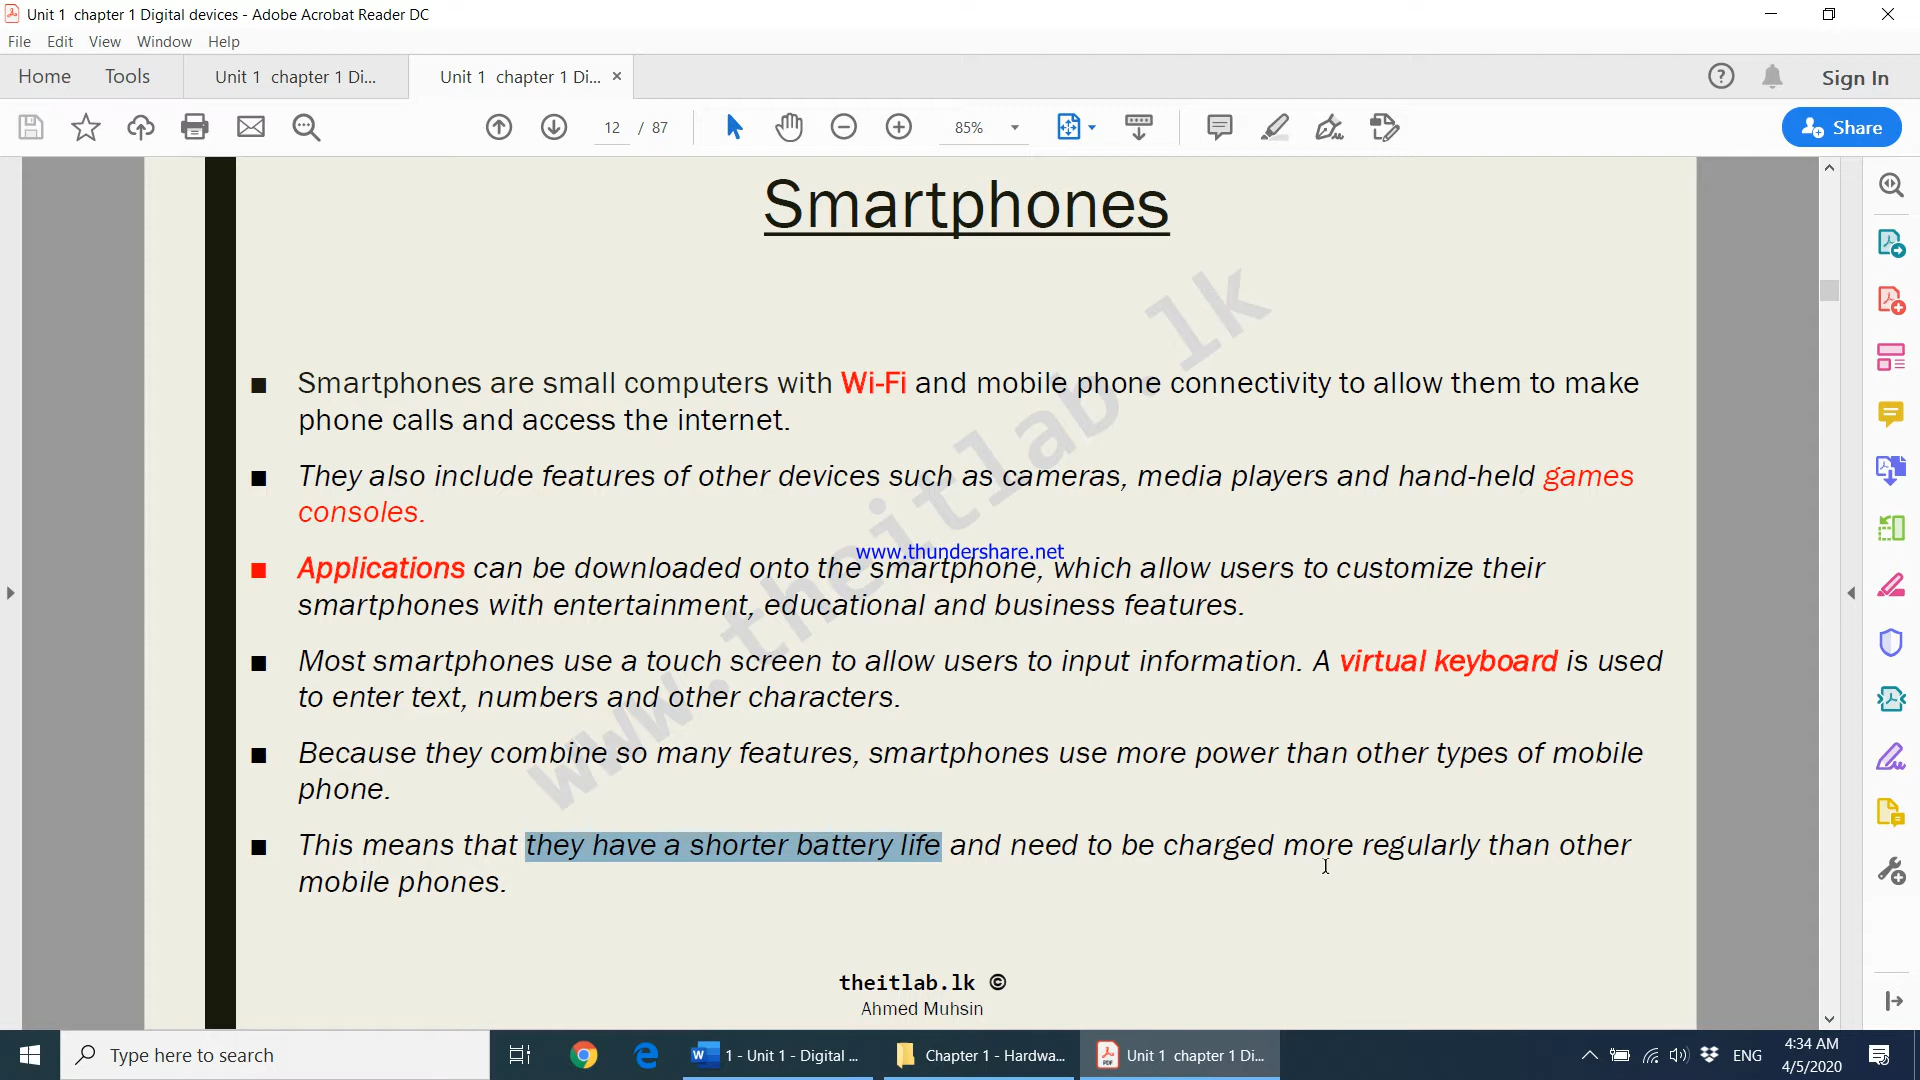 Unit 1  chapter 1 Digital devices - Adobe Acrobat Reader DC
File Edit View Window Help
Home Tools Unit 1  chapter 1 Di... Unit 1  chapter 1 Di... × Sign In
12 / 87 85% Share
Smartphones
■ Smartphones are small computers with Wi-Fi and mobile phone connectivity to allow them to make
phone calls and access the internet.
■ They also include features of other devices such as cameras, media players and hand-held games
consoles.
www.thundershare.net
■ Applications can be downloaded onto the smartphone, which allow users to customize their
smartphones with entertainment, educational and business features.
■ Most smartphones use a touch screen to allow users to input information. A virtual keyboard is used
to enter text, numbers and other characters.
■ Because they combine so many features, smartphones use more power than other types of mobile
phone.
■ This means that they have a shorter battery life and need to be charged more regularly than other
mobile phones.
www.theitlab.lk
theitlab.lk ©
Ahmed Muhsin
Type here to search 1 - Unit 1 - Digital ... Chapter 1 - Hardwa... Unit 1  chapter 1 Di... ENG 4:34 AM
4/5/2020